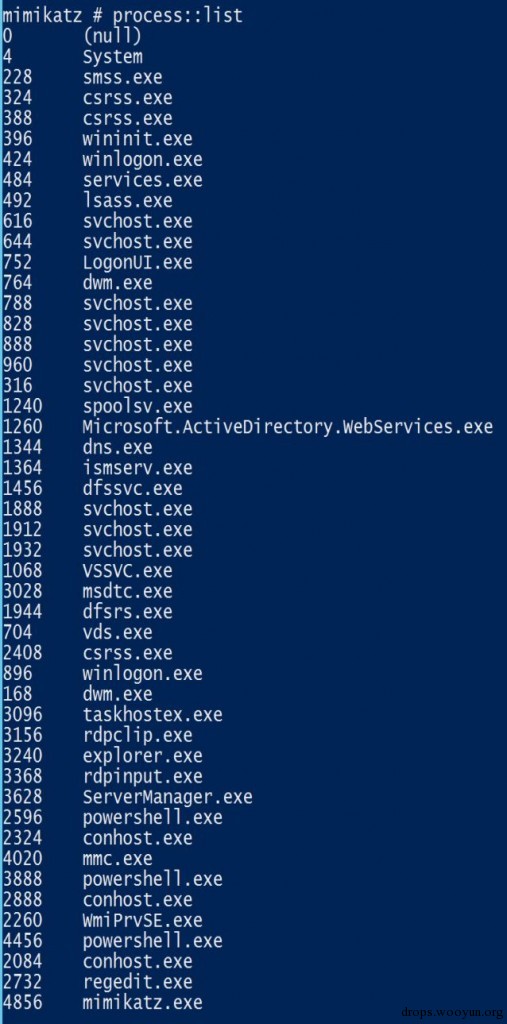 mimikatz # process::list
0 (null)
4 System
228 smss.exe
324 csrss.exe
388 csrss.exe
396 wininit.exe
424 winlogon.exe
484 services.exe
492 lsass.exe
616 svchost.exe
644 svchost.exe
752 LogonUI.exe
764 dwm.exe
788 svchost.exe
828 svchost.exe
888 svchost.exe
960 svchost.exe
316 svchost.exe
1240 spoolsv.exe
1260 Microsoft.ActiveDirectory.WebServices.exe
1344 dns.exe
1364 ismserv.exe
1456 dfssvc.exe
1888 svchost.exe
1912 svchost.exe
1932 svchost.exe
1068 VSSVC.exe
3028 msdtc.exe
1944 dfsrs.exe
704 vds.exe
2408 csrss.exe
896 winlogon.exe
168 dwm.exe
3096 taskhostex.exe
3156 rdpclip.exe
3240 explorer.exe
3368 rdpinput.exe
3628 ServerManager.exe
2596 powershell.exe
2324 conhost.exe
4020 mmc.exe
3888 powershell.exe
2888 conhost.exe
2260 WmiPrvSE.exe
4456 powershell.exe
2084 conhost.exe
2732 regedit.exe
4856 mimikatz.exe
drops.wooyun.org